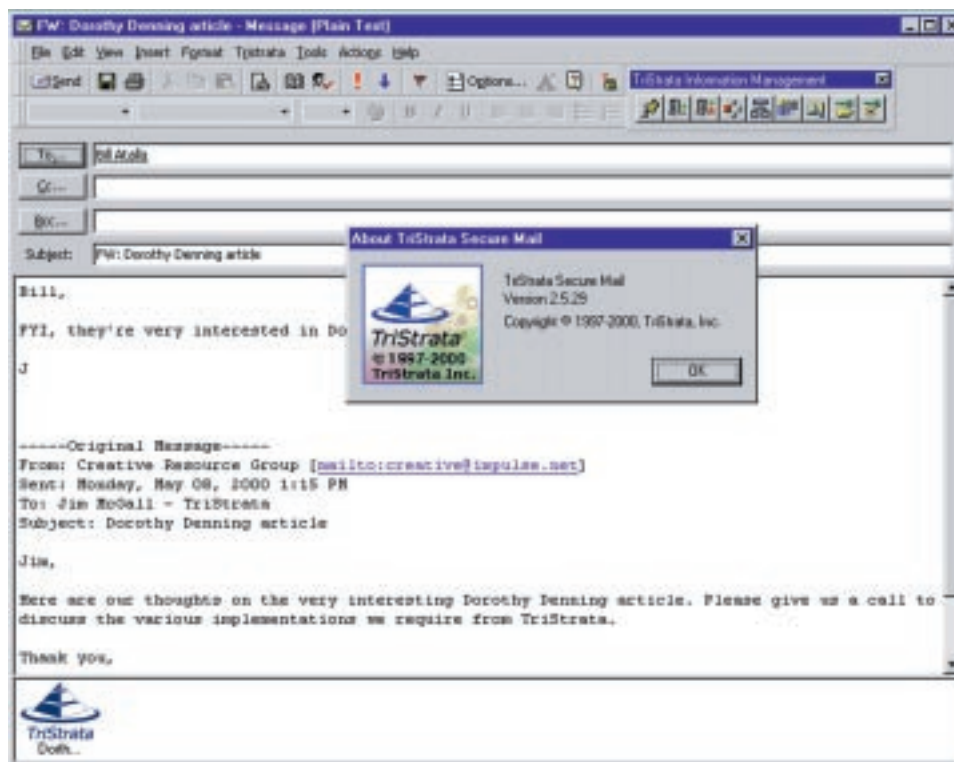 FW: Dorothy Denning article - Message (Plain Text)
File Edit View Insert Format Tristrata Tools Actions Help
Send
Options...
TriStrata Information Management
To...
Bill Atalla
Cc...
Bcc...
Subject: FW: Dorothy Denning article
About TriStrata Secure Mail
TriStrata
© 1997-2000
TriStrata Inc.
TriStrata Secure Mail
Version 2.5.29
Copyright © 1997-2000, TriStrata, Inc.
OK
Bill,
FYI, they're very interested in Do
J
-----Original Message-----
From: Creative Resource Group [mailto:creative@impulse.net]
Sent: Monday, May 08, 2000 1:15 PM
To: Jim McGall - TriStrata
Subject: Dorothy Denning article
Jim,
Here are our thoughts on the very interesting Dorothy Denning article. Please give us a call to
discuss the various implementations we require from TriStrata.
Thank you,
TriStrata